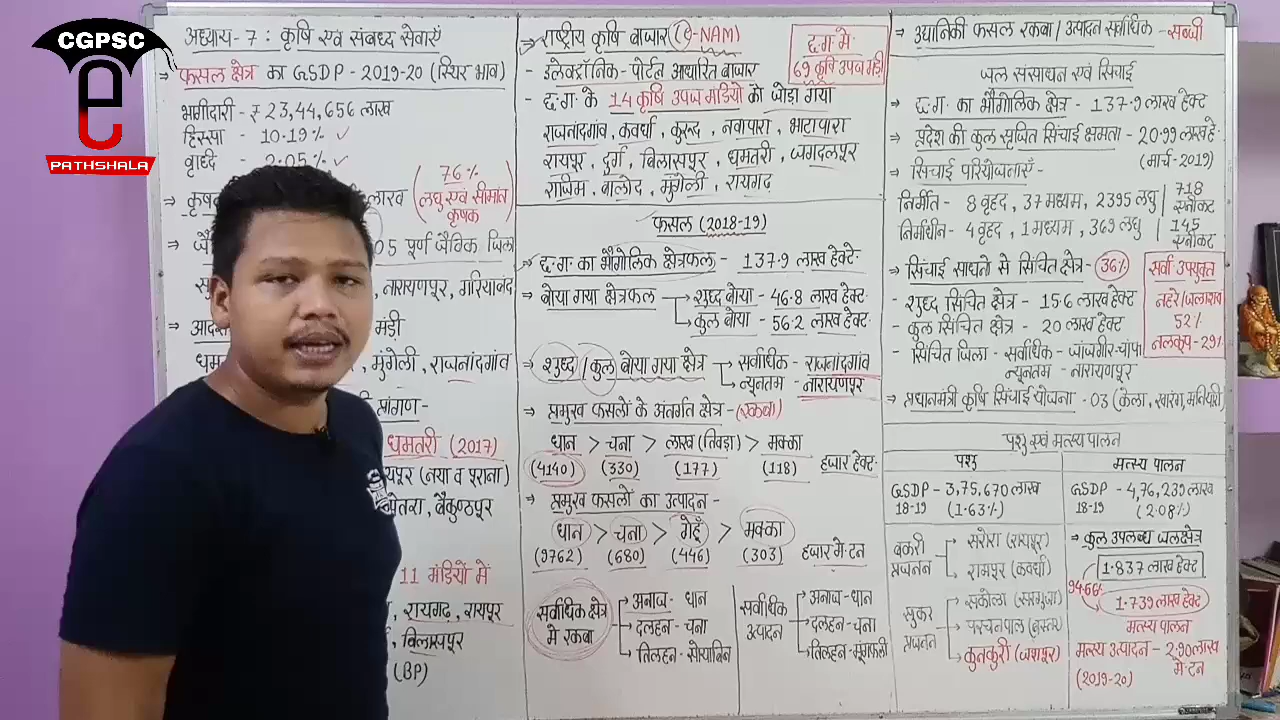 CGPSC
PATHSHALA
अध्याय- 7 : कृषि एवं संबध्द सेवाएँ
⇒ फसल क्षेत्र का GSDP - 2019-20 (स्थिर भाव)
भागीदारी - ₹ 23,44,656 लाख
हिस्सा - 10.19% ✓
वृध्दि - 2.05% ✓
⇒ कृषक
लाख
(76% लघु एवं सीमांत कृषक)
05 पूर्ण जैविक जिला
, नारायणपुर, गरियाबंद
मंडी
, मुंगेली, राजनांदगांव
प्रांगण-
धमतरी (2017)
रायपुर (नया व पुराना)
, बैकुण्ठपुर
11 मंडियों में
, रायगढ़, रायपुर
, बिलासपुर
(BP)
⇒ राष्ट्रीय कृषि बाजार (e-NAM)
- इलेक्ट्रॉनिक- पोर्टल आधारित बाजार
छ.ग. में
69 कृषि उपज मंडी
- छ.ग. के 14 कृषि उपज मंडियो को जोड़ा गया
राजनांदगांव, कवर्धा, कुरूद, नवापारा, भाटापारा
रायपुर, दुर्ग, बिलासपुर, धमतरी, जगदलपुर
राजिम, बालोद, मुंगेली, रायगढ़
फसल (2018-19)
⇒ छ.ग. का भौगोलिक क्षेत्रफल - 137.9 लाख हेक्टे.
⇒ बोया गया क्षेत्रफल → शुध्द बोया - 46.8 लाख हेक्ट.
→ कुल बोया - 56.2 लाख हेक्ट.
⇒ शुध्द / कुल बोया गया क्षेत्र → सर्वाधिक - राजनांदगांव
→ न्यूनतम - नारायणपुर
⇒ प्रमुख फसलों के अंतर्गत क्षेत्र - (रकबा)
धान > चना > लाख (तिवड़ा) > मक्का
(4140) (330) (177) (118) हजार हेक्ट.
⇒ प्रमुख फसलों का उत्पादन -
धान > चना > गेहूँ > मक्का
(9762) (680) (446) (303) हजार मे. टन
सर्वाधिक क्षेत्र में रकबा
→ अनाज - धान
→ दलहन - चना
→ तिलहन - सोयाबिन
सर्वाधिक उत्पादन
→ अनाज - धान
→ दलहन - चना
→ तिलहन - मूंगफली
⇒ उद्यानिकी फसल रकबा / उत्पादन सर्वाधिक - सब्जी
जल संसाधन एवं सिंचाई
⇒ छ.ग. का भौगोलिक क्षेत्र - 137.9 लाख हेक्ट
⇒ प्रदेश की कुल सृजित सिंचाई क्षमता - 20.99 लाख हे.
(मार्च - 2019)
⇒ सिंचाई परियोजनाएँ -
निर्मित - 8 वृहद, 37 मध्यम, 2395 लघु | 718 एनीकट
निर्माधीन - 4 वृहद, 1 मध्यम, 369 लघु | 145 एनीकट
⇒ सिंचाई साधनो से सिंचित क्षेत्र - (36%)
- शुध्द सिंचित क्षेत्र - 15.6 लाख हेक्ट
- कुल सिंचित क्षेत्र - 20 लाख हेक्ट
- सिंचित जिला - सर्वाधिक - जांजगीर-चांपा
न्यूनतम - नारायणपुर
सर्वा उपयुक्त
नहरे/जलाशय
52%
नलकूप - 29%
⇒ प्रधानमंत्री कृषि सिंचाई योजना - 03 (केलो, खारंग, मनियारी)
पशु एवं मत्स्य पालन
पशु
GSDP - 3,75,670 लाख
18-19 (1.63%)
बकरी प्रजनन
→ सरोरा (रायपुर)
→ रामपुर (कवर्धा)
सुकर प्रजनन
→ सकोला (सरगुजा)
→ परचनपाल (बस्तर)
→ कुनकुरी (जशपुर)
मत्स्य पालन
GSDP - 4,76,239 लाख
18-19 (2.08%)
⇒ कुल उपलब्ध जलक्षेत्र
1.837 लाख हेक्ट
94.66%
1.739 लाख हेक्ट
मत्स्य पालन
मत्स्य उत्पादन - 2.90 लाख मे. टन
(2019-20)